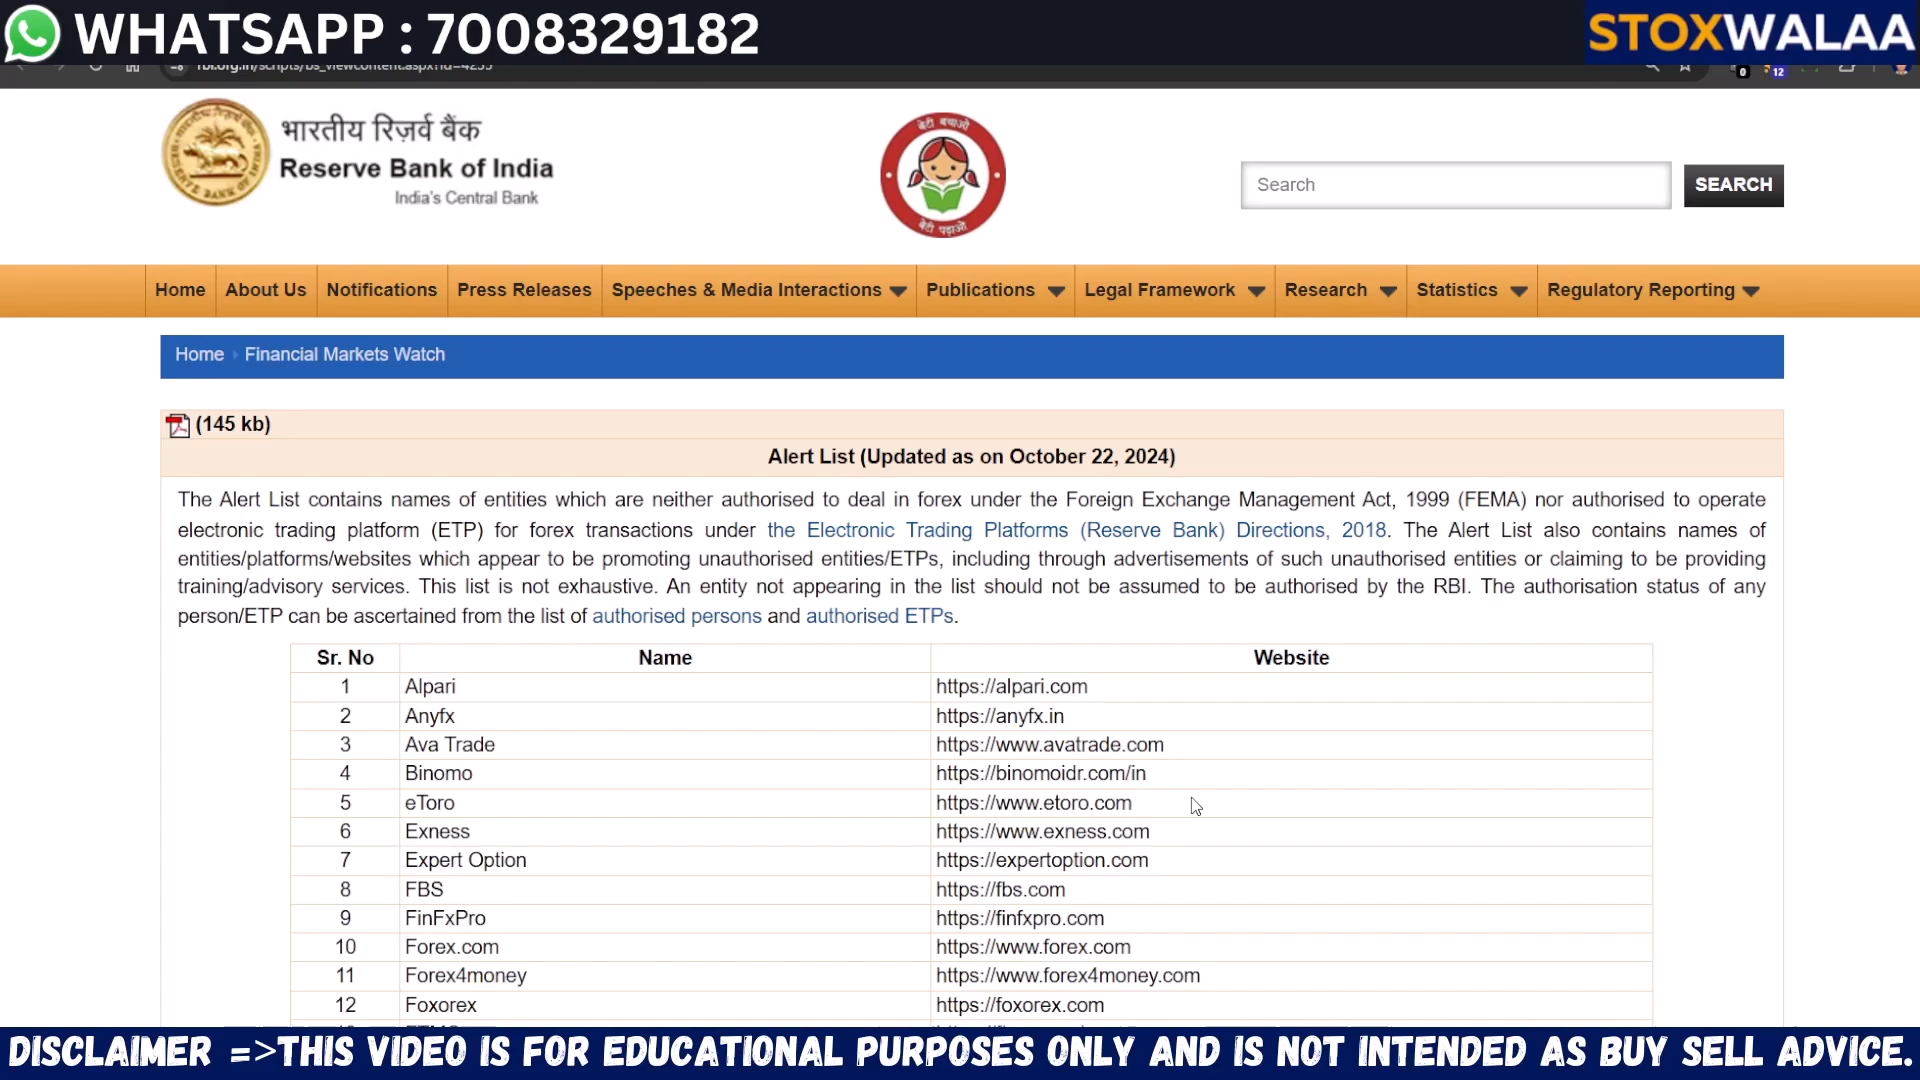 WHATSAPP : 7008329182
STOXWALAA
rbi.org.in/scripts/bs_viewcontent.aspx?Id=4235
0
12
भारतीय रिज़र्व बैंक
Reserve Bank of India
India's Central Bank
बेटी बचाओ
बेटी पढ़ाओ
Search
SEARCH
Home
About Us
Notifications
Press Releases
Speeches & Media Interactions
Publications
Legal Framework
Research
Statistics
Regulatory Reporting
Home
Financial Markets Watch
(145 kb)
Alert List (Updated as on October 22, 2024)
The Alert List contains names of entities which are neither authorised to deal in forex under the Foreign Exchange Management Act, 1999 (FEMA) nor authorised to operate
electronic trading platform (ETP) for forex transactions under the Electronic Trading Platforms (Reserve Bank) Directions, 2018. The Alert List also contains names of
entities/platforms/websites which appear to be promoting unauthorised entities/ETPs, including through advertisements of such unauthorised entities or claiming to be providing
training/advisory services. This list is not exhaustive. An entity not appearing in the list should not be assumed to be authorised by the RBI. The authorisation status of any
person/ETP can be ascertained from the list of authorised persons and authorised ETPs.
Sr. No Name Website
1 Alpari https://alpari.com
2 Anyfx https://anyfx.in
3 Ava Trade https://www.avatrade.com
4 Binomo https://binomoidr.com/in
5 eToro https://www.etoro.com
6 Exness https://www.exness.com
7 Expert Option https://expertoption.com
8 FBS https://fbs.com
9 FinFxPro https://finfxpro.com
10 Forex.com https://www.forex.com
11 Forex4money https://www.forex4money.com
12 Foxorex https://foxorex.com
DISCLAIMER =>THIS VIDEO IS FOR EDUCATIONAL PURPOSES ONLY AND IS NOT INTENDED AS BUY SELL ADVICE.